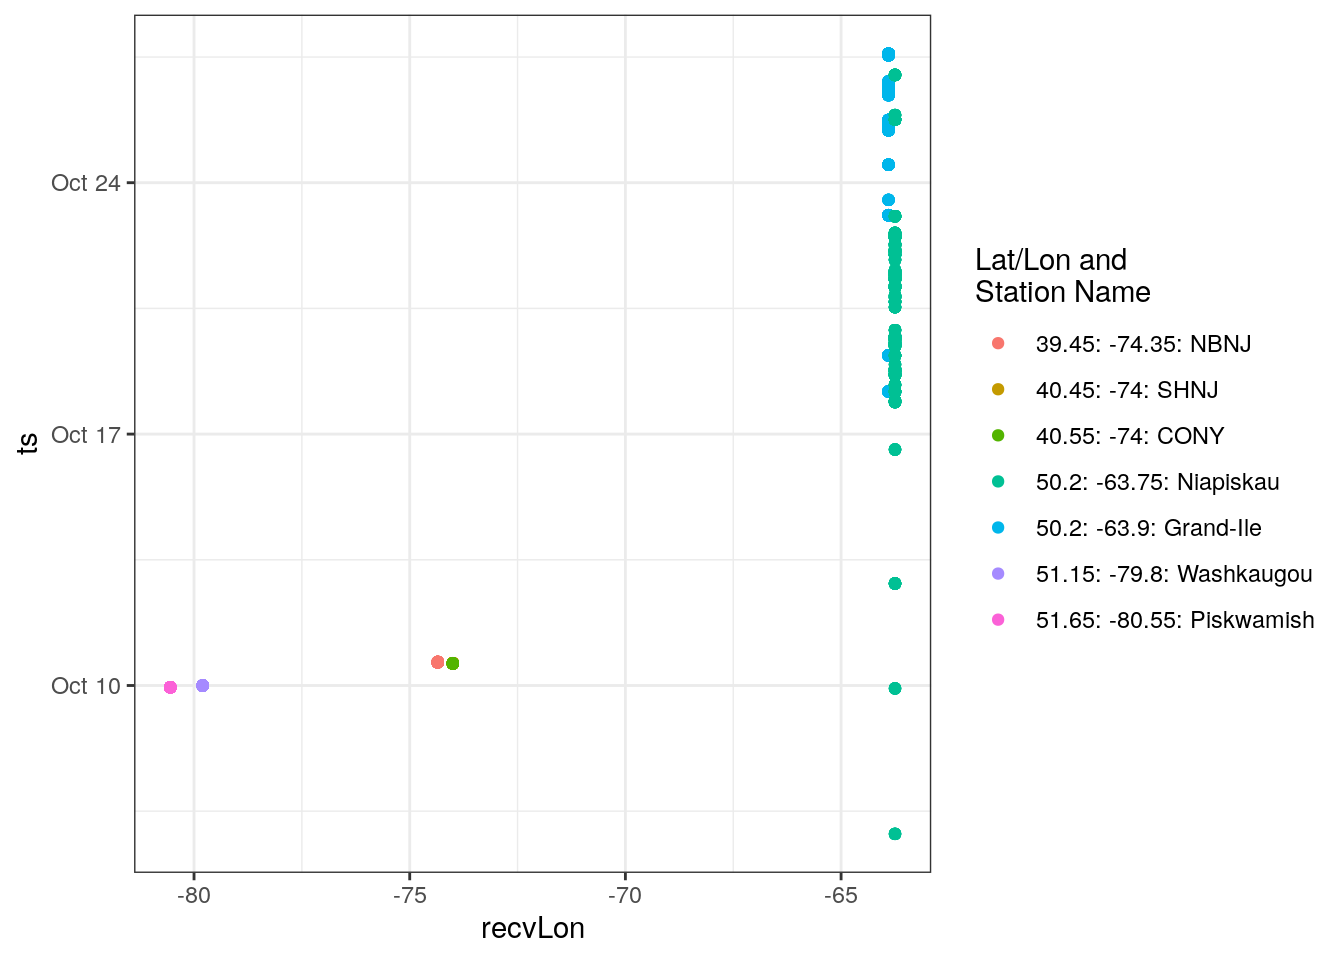 Oct 24
Oct 17
Oct 10
ts
-80
-75
-70
-65
recvLon
Lat/Lon and
Station Name
39.45: -74.35: NBNJ
40.45: -74: SHNJ
40.55: -74: CONY
50.2: -63.75: Niapiskau
50.2: -63.9: Grand-Ile
51.15: -79.8: Washkaugou
51.65: -80.55: Piskwamish